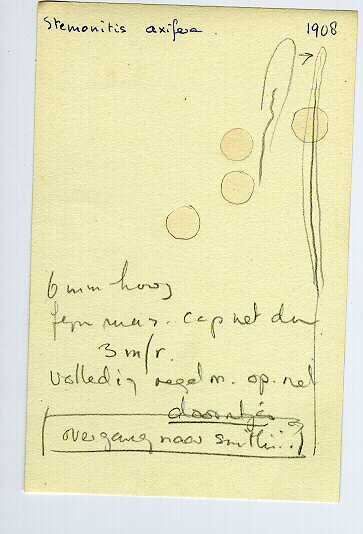 Stemonitis axifera. 1908
6 mm hoog
fijn maz. cap net dun
3 m/r.
volledig regelm. op. net
doorntjes
overgang naar smithii?